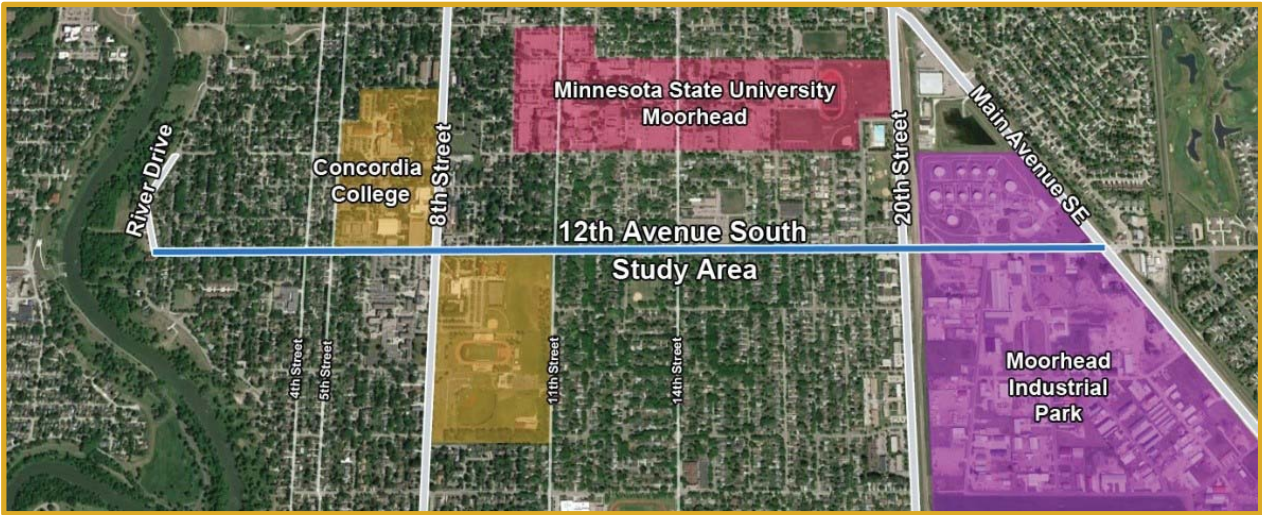 Minnesota State University
Moorhead
Main Avenue SE
River Drive
Concordia
College
8th Street
20th Street
12th Avenue South
Study Area
4th Street
5th Street
11th Street
14th Street
Moorhead
Industrial
Park